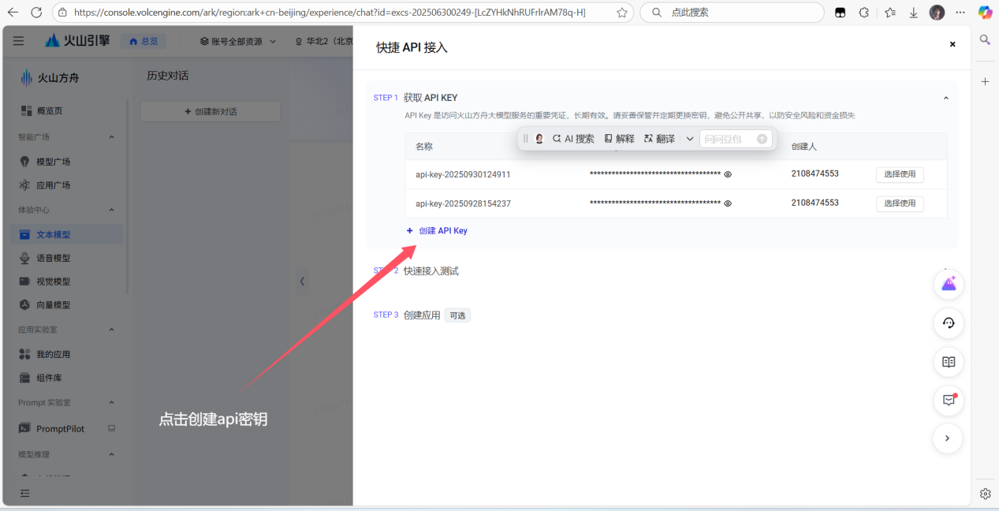 https://console.volcengine.com/ark/region:ark+cn-beijing/experience/chat?id=excs-202506300249-[LcZYHkNhRUFrlrAM78q-H]
点此搜索
火山引擎
总览
账号全部资源
华北2（北京
火山方舟
概览页
智能广场
模型广场
应用广场
体验中心
文本模型
语音模型
视觉模型
向量模型
应用实验室
我的应用
组件库
Prompt 实验室
PromptPilot
模型推理
历史对话
+ 创建新对话
快捷 API 接入
STEP 1 获取 API KEY
API Key 是访问火山方舟大模型服务的重要凭证，长期有效。请妥善保管并定期更换密钥，避免公开共享，以防安全风险和资金损失
AI 搜索
解释
翻译
问问豆包
名称
创建人
api-key-20250930124911
************************************
2108474553
选择使用
api-key-20250928154237
************************************
2108474553
选择使用
+ 创建 API Key
STEP 2 快速接入测试
STEP 3 创建应用 可选
点击创建api密钥